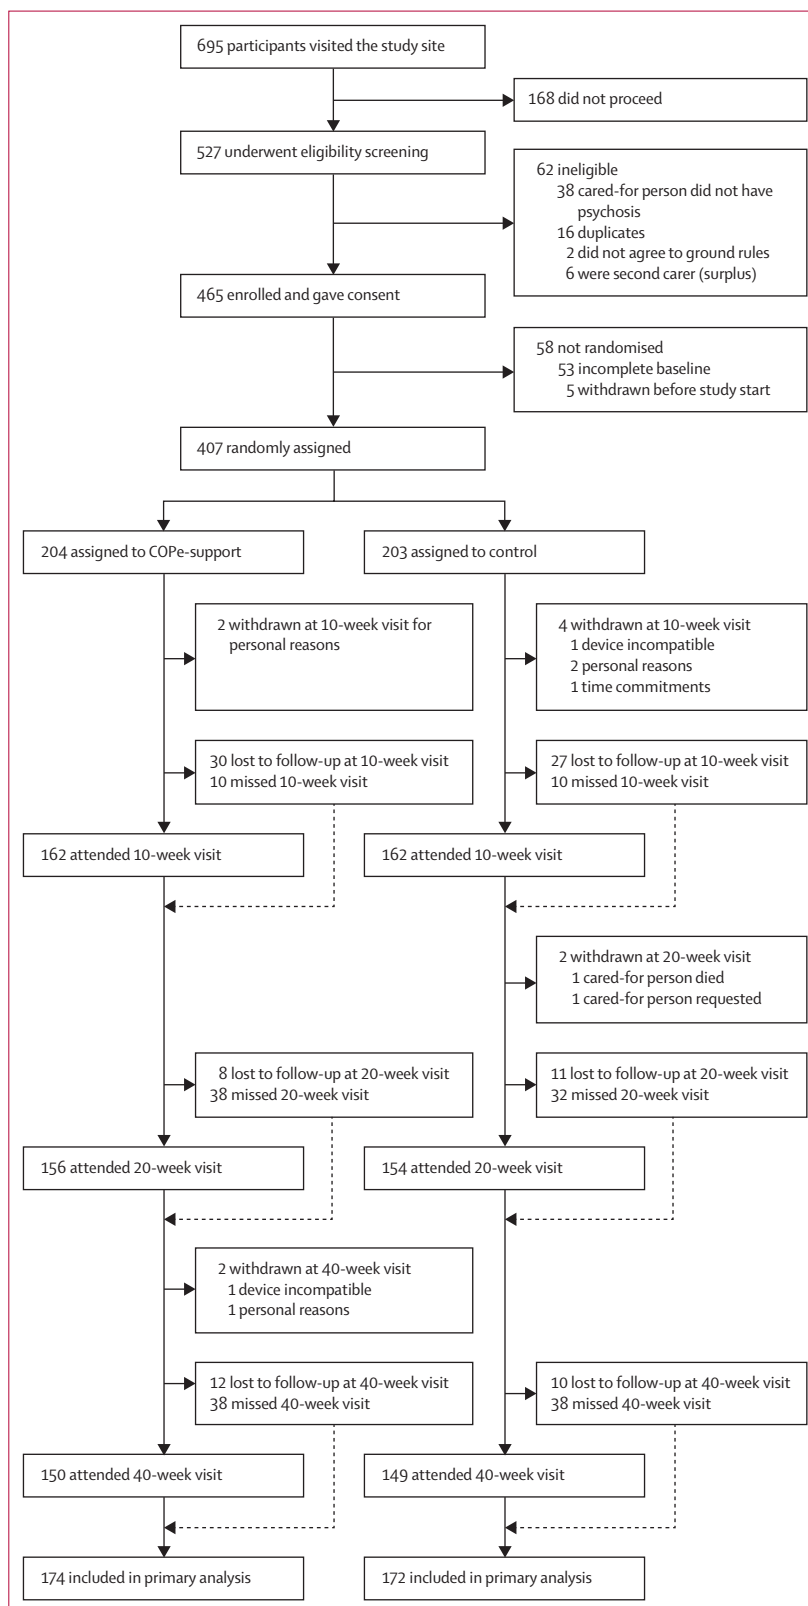 695 participants visited the study site
168 did not proceed
527 underwent eligibility screening
62 ineligible
38 cared-for person did not have
psychosis
16 duplicates
2 did not agree to ground rules
6 were second carer (surplus)
465 enrolled and gave consent
58 not randomised
53 incomplete baseline
5 withdrawn before study start
407 randomly assigned
204 assigned to COPe-support
203 assigned to control
2 withdrawn at 10-week visit for
personal reasons
4 withdrawn at 10-week visit
1 device incompatible
2 personal reasons
1 time commitments
30 lost to follow-up at 10-week visit
10 missed 10-week visit
27 lost to follow-up at 10-week visit
10 missed 10-week visit
162 attended 10-week visit
162 attended 10-week visit
2 withdrawn at 20-week visit
1 cared-for person died
1 cared-for person requested
8 lost to follow-up at 20-week visit
38 missed 20-week visit
11 lost to follow-up at 20-week visit
32 missed 20-week visit
156 attended 20-week visit
154 attended 20-week visit
2 withdrawn at 40-week visit
1 device incompatible
1 personal reasons
12 lost to follow-up at 40-week visit
38 missed 40-week visit
10 lost to follow-up at 40-week visit
38 missed 40-week visit
150 attended 40-week visit
149 attended 40-week visit
174 included in primary analysis
172 included in primary analysis